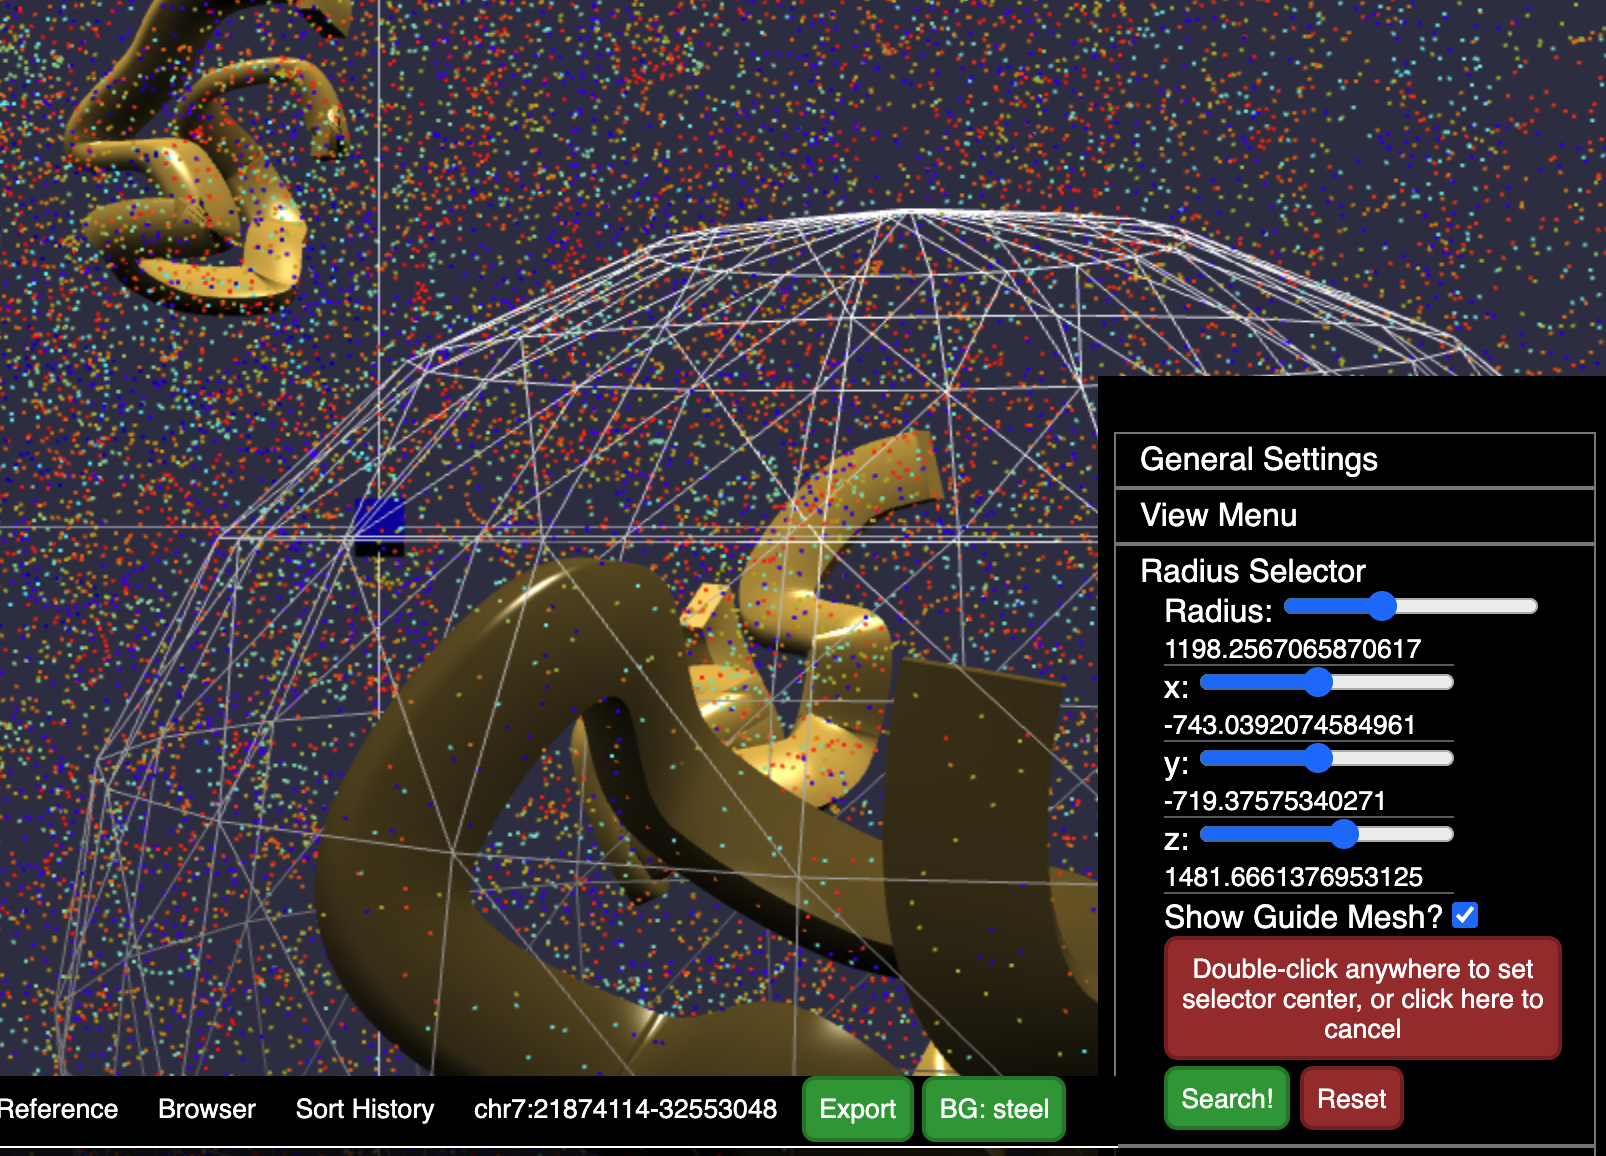 General Settings
View Menu
Radius Selector
Radius:
1198.2567065870617
x:
-743.0392074584961
y:
-719.37575340271
z:
1481.6661376953125
Show Guide Mesh?
Double-click anywhere to set
selector center, or click here to
cancel
Search! Reset
Reference Browser Sort History chr7:21874114-32553048 Export BG: steel